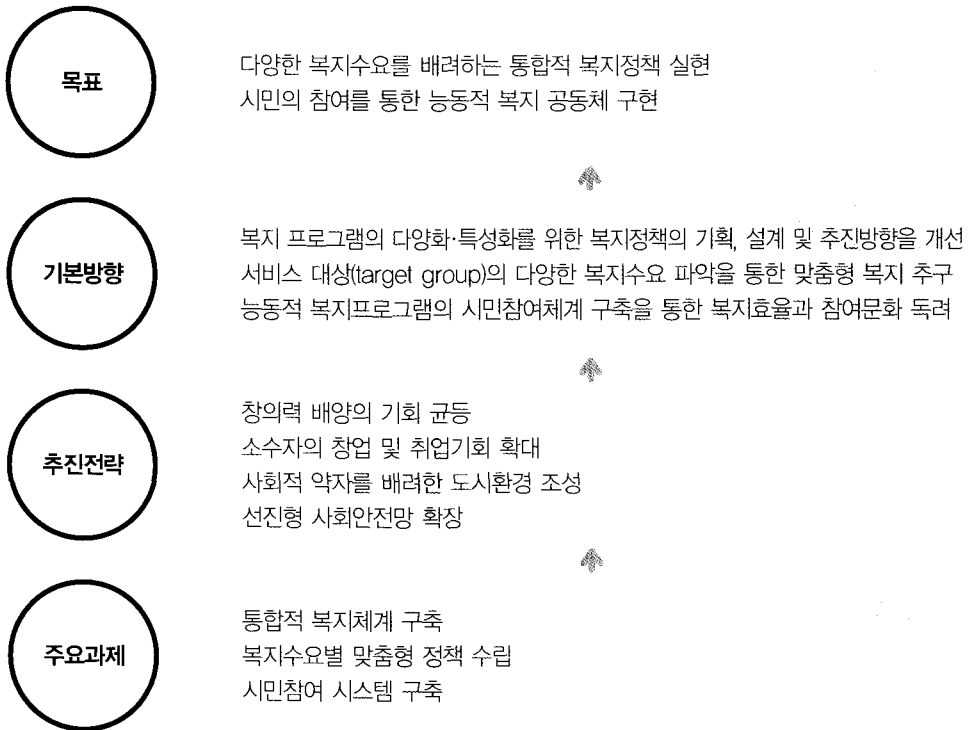 목표
다양한 복지수요를 배려하는 통합적 복지정책 실현
시민의 참여를 통한 능동적 복지 공동체 구현
기본방향
복지 프로그램의 다양화·특성화를 위한 복지정책의 기획, 설계 및 추진방향을 개선
서비스 대상(target group)의 다양한 복지수요 파악을 통한 맞춤형 복지 추구
능동적 복지프로그램의 시민참여체계 구축을 통한 복지효율과 참여문화 독려
추진전략
창의력 배양의 기회 균등
소수자의 창업 및 취업기회 확대
사회적 약자를 배려한 도시환경 조성
선진형 사회안전망 확장
주요과제
통합적 복지체계 구축
복지수요별 맞춤형 정책 수립
시민참여 시스템 구축